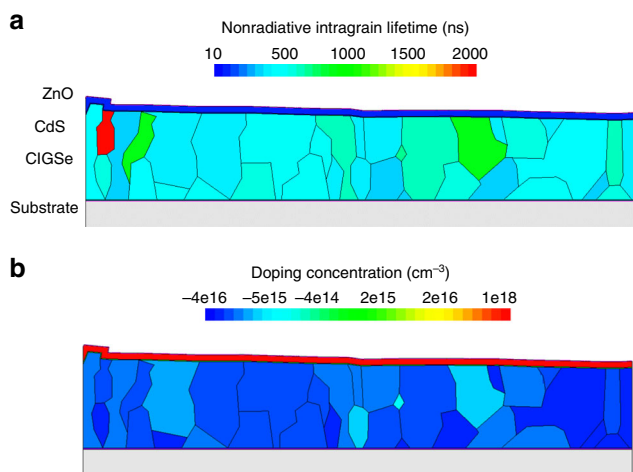 a
Nonradiative intragrain lifetime (ns)
10 500 1000 1500 2000
ZnO
CdS
CIGSe
Substrate
b
Doping concentration (cm−3)
−4e16 −5e15 −4e14 2e15 2e16 1e18